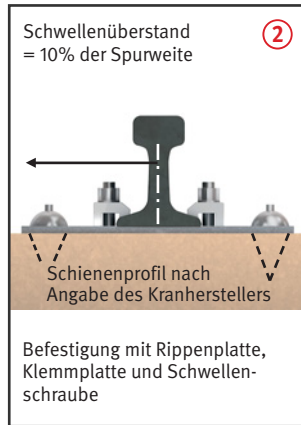 Schwellenüberstand
= 10% der Spurweite
2
Schienenprofil nach
Angabe des Kranherstellers
Befestigung mit Rippenplatte,
Klemmplatte und Schwellen-
schraube